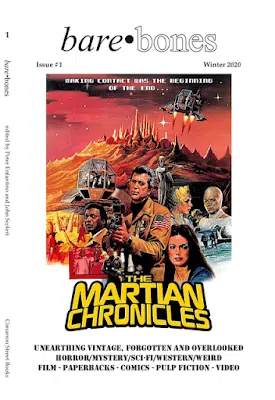 1
bare•bones
edited by Peter Enfantino and John Scoleri
Cimarron Street Books
bare•bones
Issue #1
Winter 2020
MAKING CONTACT WAS THE BEGINNING
OF THE END...
THE
MARTIAN
CHRONICLES
UNEARTHING VINTAGE, FORGOTTEN AND OVERLOOKED
HORROR/MYSTERY/SCI-FI/WESTERN/WEIRD
FILM - PAPERBACKS - COMICS - PULP FICTION - VIDEO